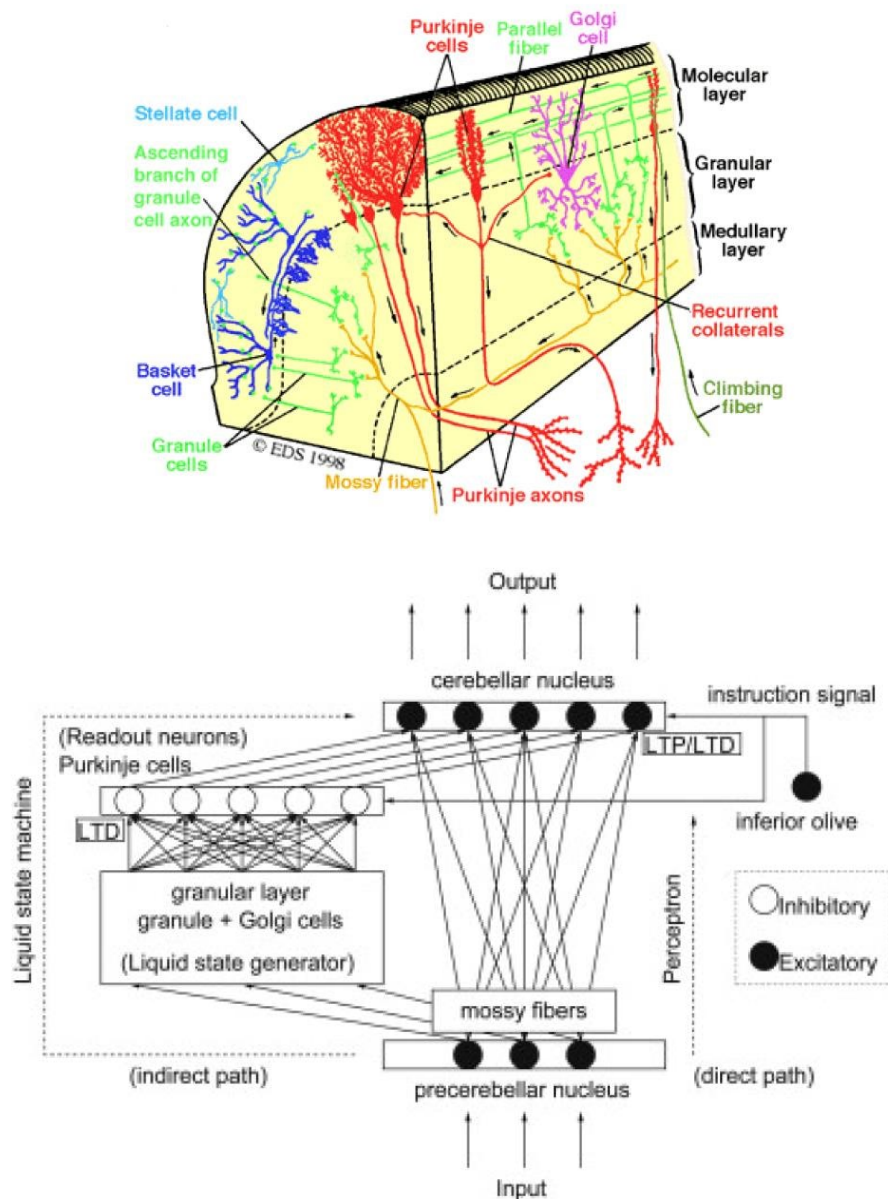 Purkinje
cells
Parallel
fiber
Golgi
cell
Molecular
layer
Stellate cell
Ascending
branch of
granule
cell axon
Granular
layer
Medullary
layer
Recurrent
collaterals
Basket
cell
Climbing
fiber
Granule
cells
© EDS 1998
Mossy fiber
Purkinje axons
Output
cerebellar nucleus
instruction signal
(Readout neurons)
Purkinje cells
LTP/LTD
LTD
inferior olive
Liquid state machine
granular layer
granule + Golgi cells
(Liquid state generator)
Perceptron
Inhibitory
Excitatory
mossy fibers
(indirect path)
(direct path)
precerebellar nucleus
Input